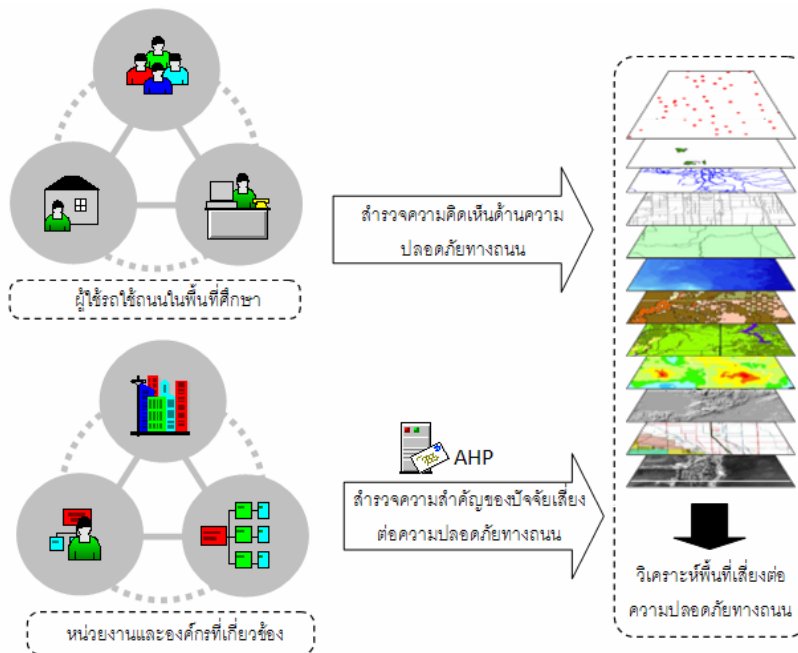 สำรวจความคิดเห็นด้านความ
ปลอดภัยทางถนน
ผู้ใช้รถใช้ถนนในพื้นที่ศึกษา
AHP
สำรวจความสำคัญของปัจจัยเสี่ยง
ต่อความปลอดภัยทางถนน
หน่วยงานและองค์กรที่เกี่ยวข้อง
วิเคราะห์พื้นที่เสี่ยงต่อ
ความปลอดภัยทางถนน